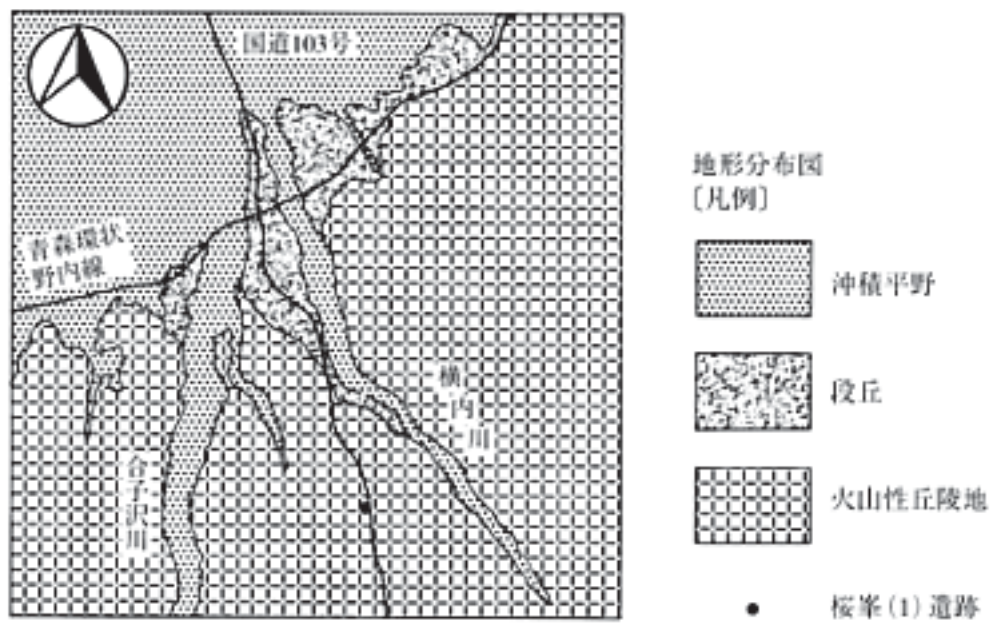 国道103号
青森環状
野内線
横内川
合子沢川
地形分布図
〔凡例〕
沖積平野
段丘
火山性丘陵地
桜峯(1)遺跡